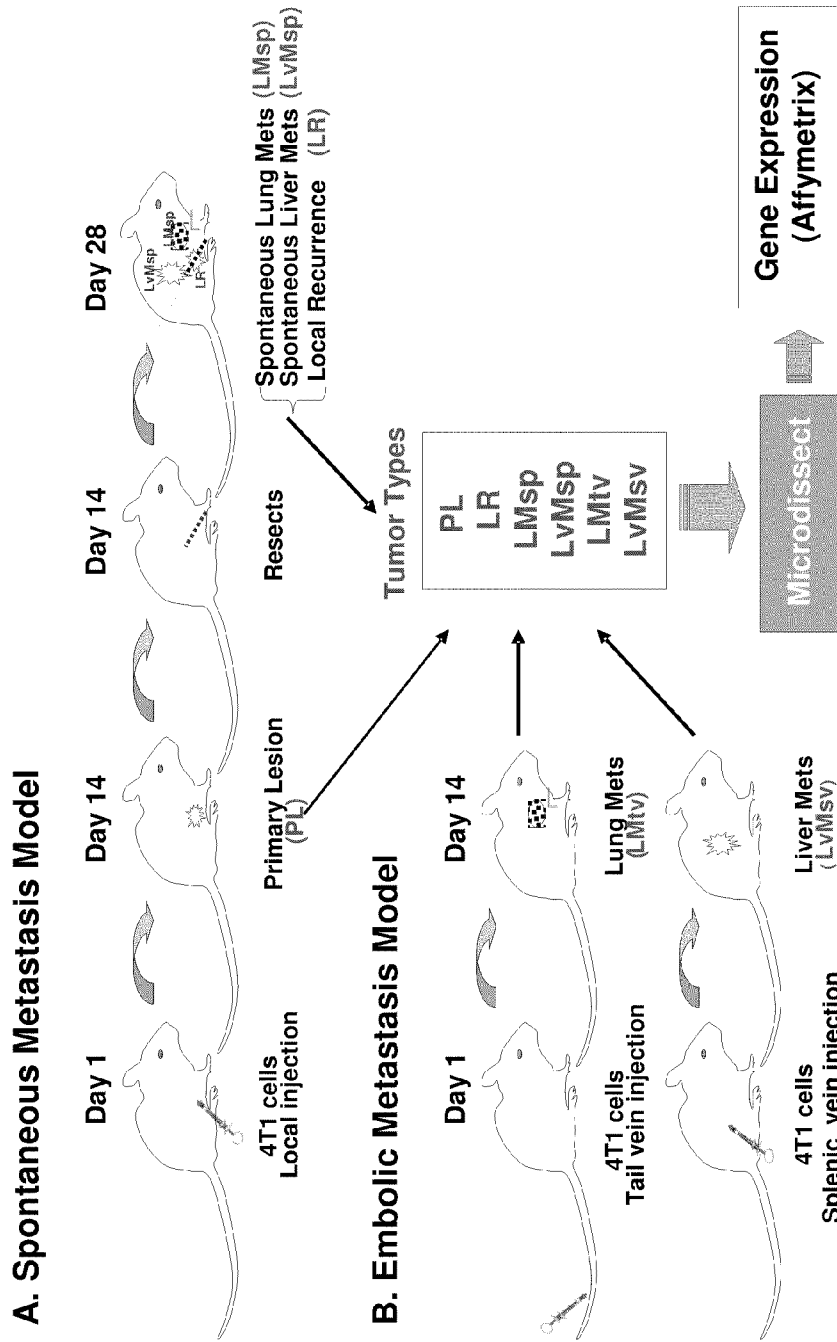 A. Spontaneous Metastasis Model
Day 1
Day 14
Day 14
Day 28
LvMsp
LMsp
LR
4T1 cells
Local injection
Primary Lesion
(PL)
Resects
Spontaneous Lung Mets (LMsp)
Spontaneous Liver Mets (LvMsp)
Local Recurrence (LR)
B. Embolic Metastasis Model
Day 1
Day 14
4T1 cells
Tail vein injection
Lung Mets
(LMtv)
4T1 cells
Splenic vein injection
Liver Mets
(LvMsv)
Tumor Types
PL
LR
LMsp
LvMsp
LMtv
LvMsv
Microdissect
Gene Expression
(Affymetrix)